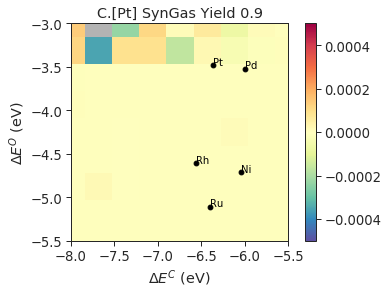 C.[Pt] SynGas Yield 0.9
−3.0
−3.5
−4.0
−4.5
−5.0
−5.5
ΔE^O (eV)
Pt
Pd
Rh
Ni
Ru
−8.0 −7.5 −7.0 −6.5 −6.0 −5.5
ΔE^C (eV)
0.0004
0.0002
0.0000
−0.0002
−0.0004